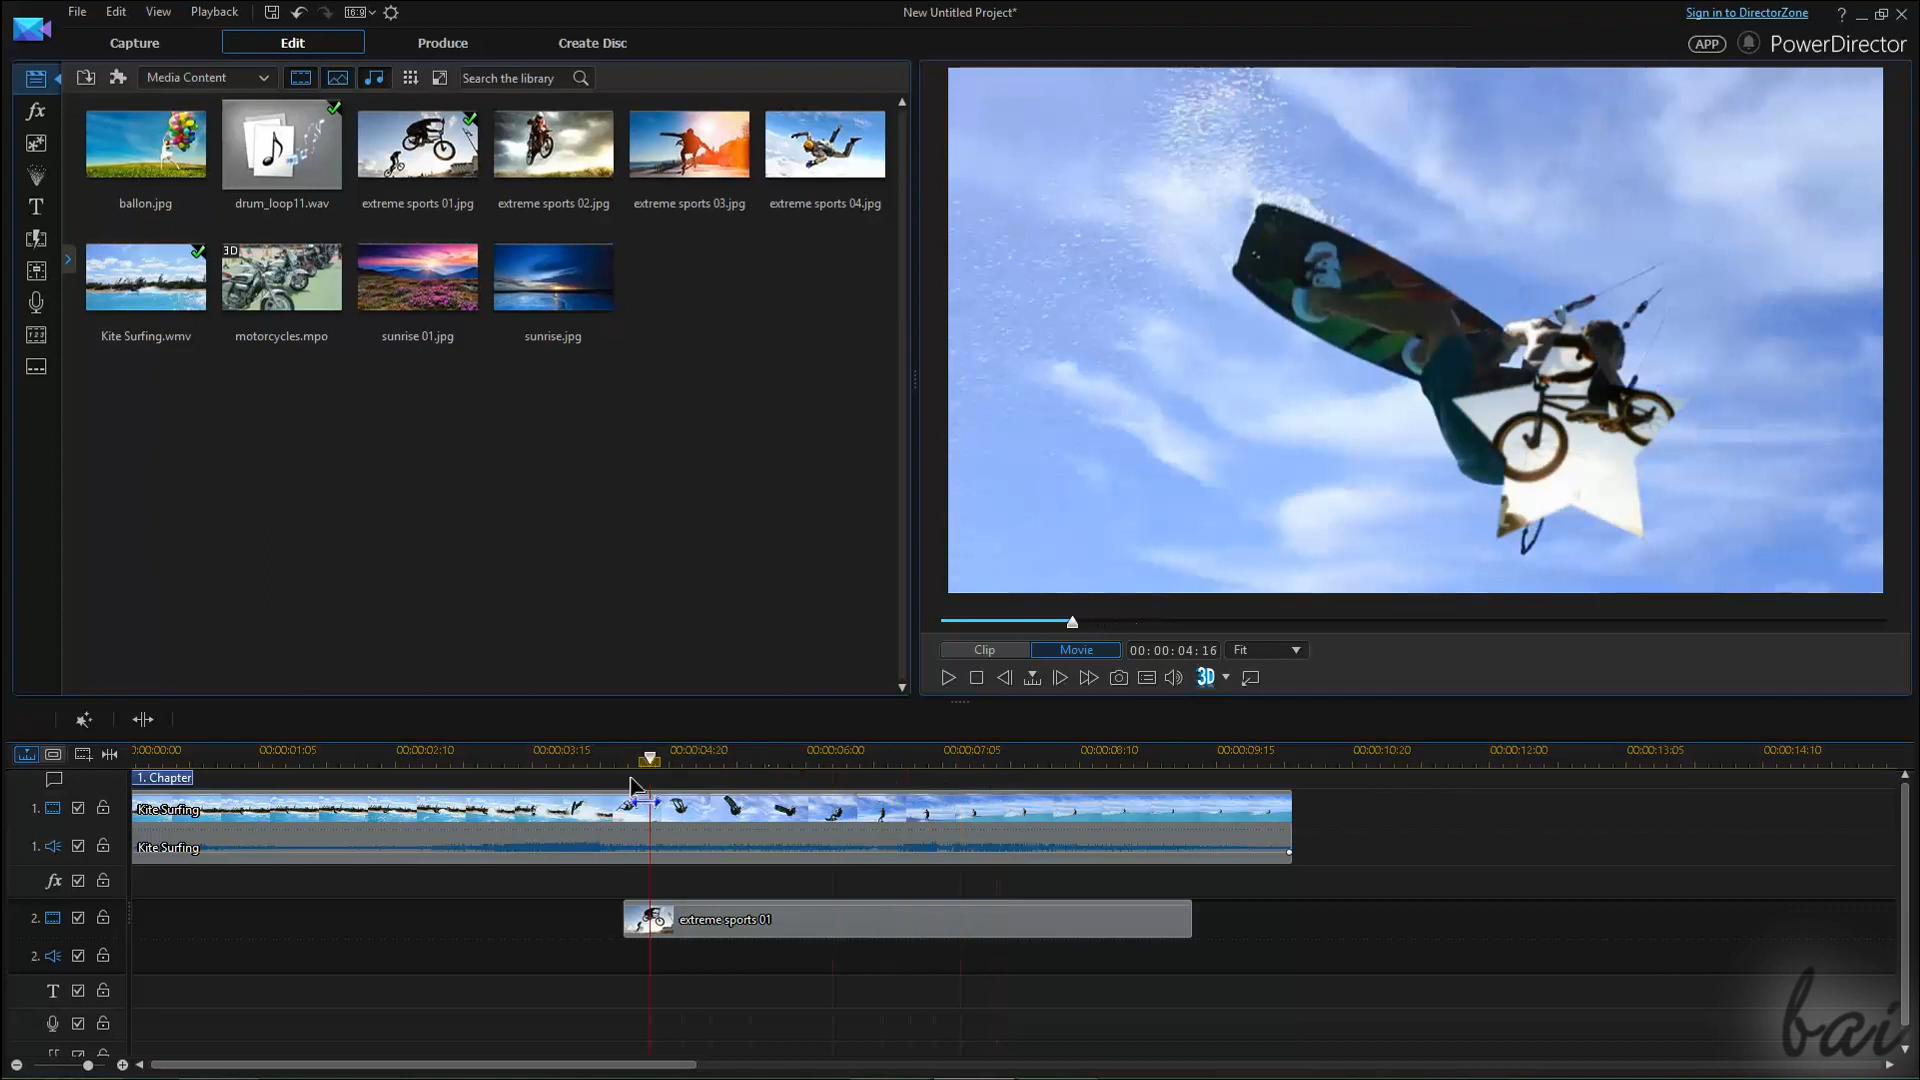 File Edit View Playback 16:9 New Untitled Project* Sign in to DirectorZone ?
Capture Edit Produce Create Disc APP PowerDirector
Media Content Search the library
fx
T
ballon.jpg drum_loop11.wav extreme sports 01.jpg extreme sports 02.jpg extreme sports 03.jpg extreme sports 04.jpg
3D
Kite Surfing.wmv motorcycles.mpo sunrise 01.jpg sunrise.jpg
Clip Movie 00:00:04:16 Fit
3D
0:00:00:00 00:00:01:05 00:00:02:10 00:00:03:15 00:00:04:20 00:00:06:00 00:00:07:05 00:00:08:10 00:00:09:15 00:00:10:20 00:00:12:00 00:00:13:05 00:00:14:10
1. Chapter
1. Kite Surfing
1. Kite Surfing
fx
2. extreme sports 01
2.
T
bai